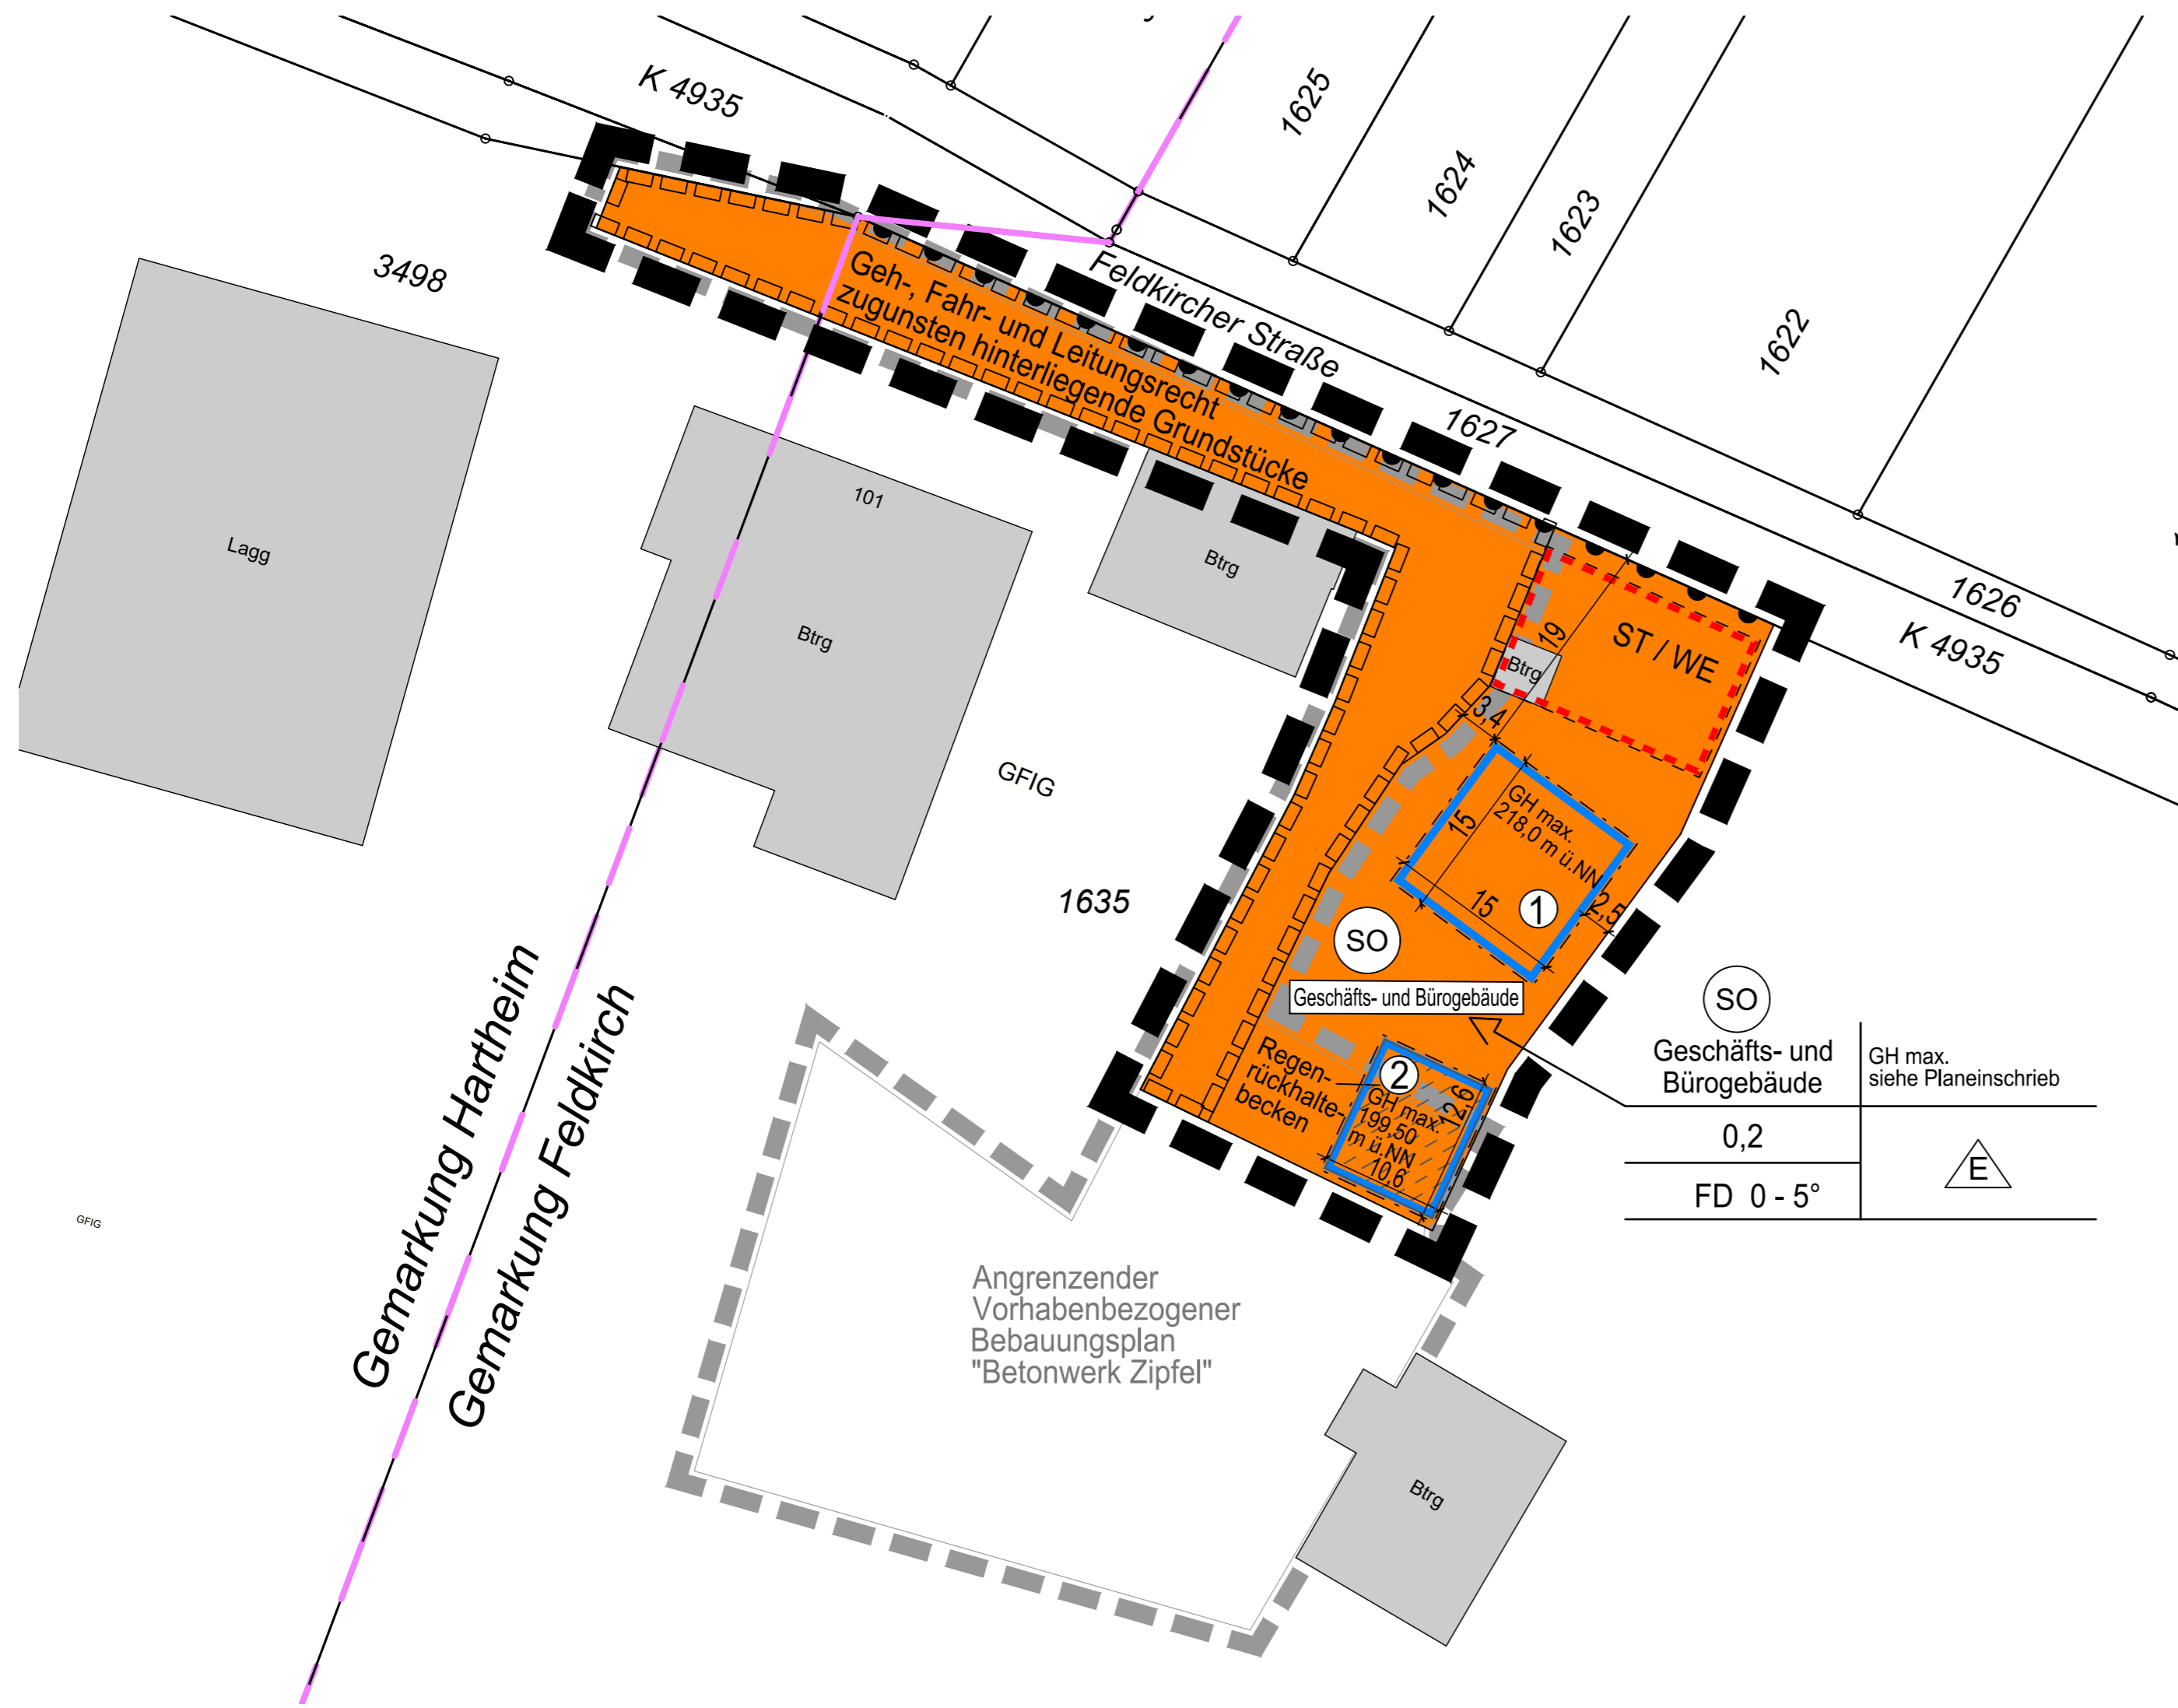 K 4935
1625
1624
1623
1622
3498
Feldkircher Straße
Geh-, Fahr- und Leitungsrecht
zugunsten hinterliegende Grundstücke
1627
1626
K 4935
101
Lagg
Btrg
Btrg
Btrg
19
ST / WE
3,4
GFIG
GH max.
218,0 m ü.NN
15
15
1
2,5
1635
SO
Geschäfts- und Bürogebäude
Regen-
rückhalte-
becken
2
GH max.
199,50
m ü.NN
12,6
10,6
SO
Geschäfts- und
Bürogebäude
GH max.
siehe Planeinschrieb
0,2
E
FD 0 - 5°
Gemarkung Hartheim
Gemarkung Feldkirch
GFIG
Angrenzender
Vorhabenbezogener
Bebauungsplan
"Betonwerk Zipfel"
Btrg